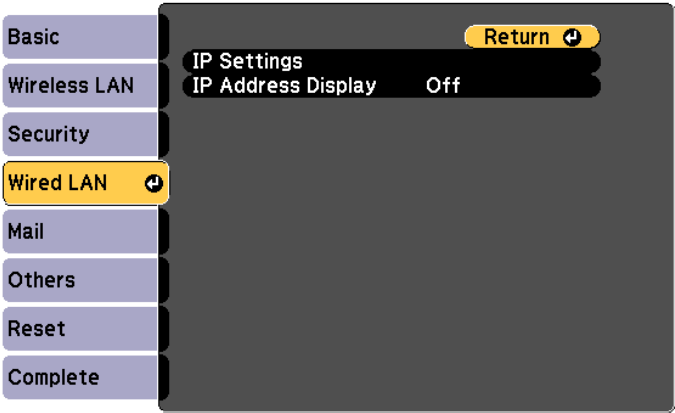 Basic
Wireless LAN
Security
Wired LAN
Mail
Others
Reset
Complete
Return
IP Settings
IP Address Display Off